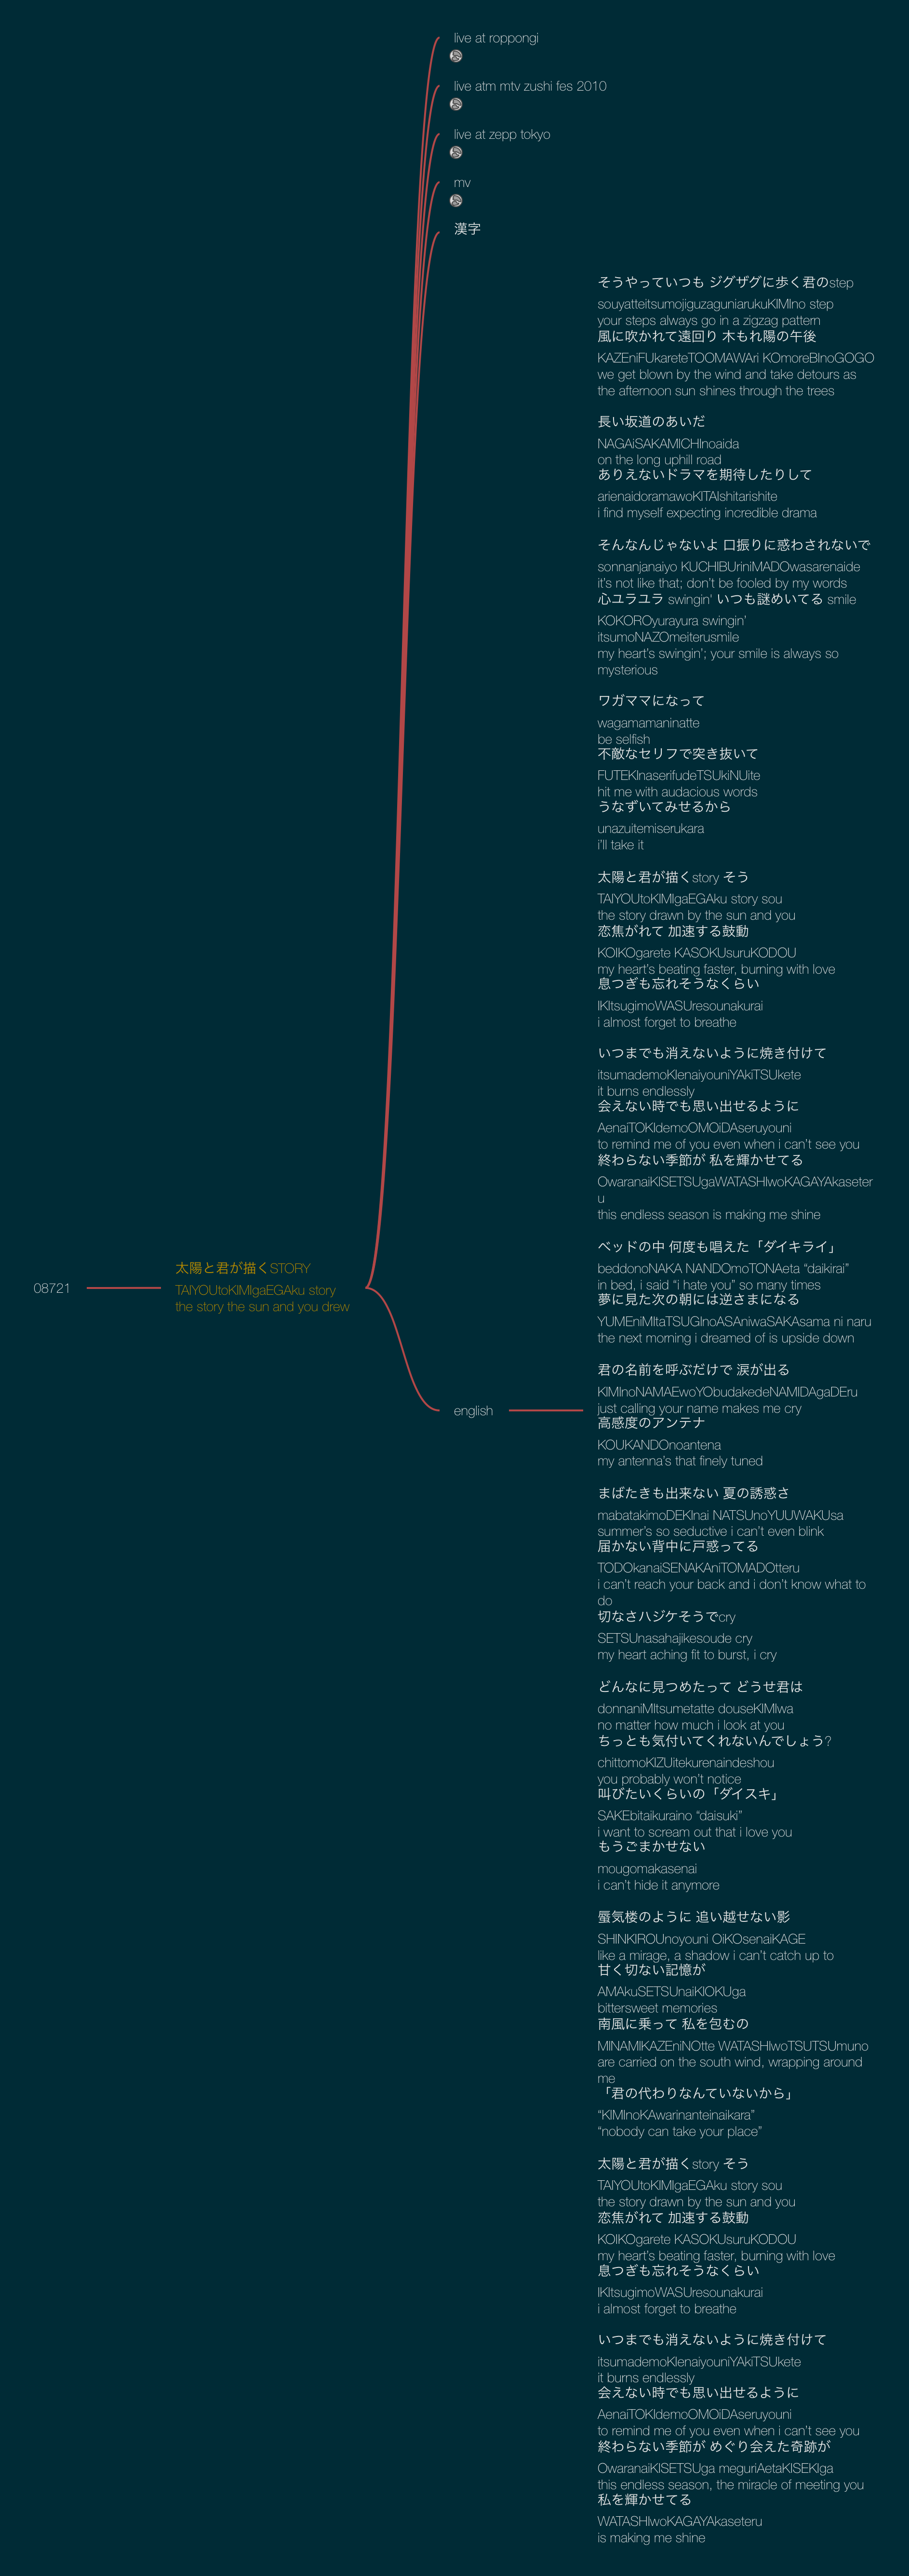 live at roppongi
live atm mtv zushi fes 2010
live at zepp tokyo
mv
漢字
08721
太陽と君が描くSTORY
TAIYOUtoKIMIgaEGAku story
the story the sun and you drew
english
そうやっていつも ジグザグに歩く君のstep
souyatteitsumojiguzaguniarukuKIMIno step
your steps always go in a zigzag pattern
風に吹かれて遠回り 木もれ陽の午後
KAZEniFUkareteTOOMAWAri KOmoreBInoGOGO
we get blown by the wind and take detours as
the afternoon sun shines through the trees
長い坂道のあいだ
NAGAiSAKAMICHInoaida
on the long uphill road
ありえないドラマを期待したりして
arienaidoramawoKITAIshitarishite
i find myself expecting incredible drama
そんなんじゃないよ 口振りに惑わされないで
sonnanjanaiyo KUCHIBUriniMADOwasarenaide
it's not like that; don't be fooled by my words
心ユラユラ swingin' いつも謎めいてる smile
KOKOROyurayura swingin'
itsumoNAZOmeiterusmile
my heart's swingin'; your smile is always so
mysterious
ワガママになって
wagamamaninatte
be selfish
不敵なセリフで突き抜いて
FUTEKInaserifudeTSUkiNUite
hit me with audacious words
うなずいてみせるから
unazuitemiserukara
i'll take it
太陽と君が描くstory そう
TAIYOUtoKIMIgaEGAku story sou
the story drawn by the sun and you
恋焦がれて 加速する鼓動
KOIKOgarete KASOKUsuruKODOU
my heart's beating faster, burning with love
息つぎも忘れそうなくらい
IKItsugimoWASUresounakurai
i almost forget to breathe
いつまでも消えないように焼き付けて
itsumademoKIenaiyouniYAkiTSUkete
it burns endlessly
会えない時でも思い出せるように
AenaiTOKIdemoOMOiDAseruyouni
to remind me of you even when i can't see you
終わらない季節が 私を輝かせてる
OwaranaiKISETSUgaWATASHIwoKAGAYAkaseter
u
this endless season is making me shine
ベッドの中 何度も唱えた「ダイキライ」
beddonoNAKA NANDOmoTONAeta “daikirai”
in bed, i said “i hate you” so many times
夢に見た次の朝には逆さまになる
YUMEniMItaTSUGInoASAniwaSAKAsama ni naru
the next morning i dreamed of is upside down
君の名前を呼ぶだけで 涙が出る
KIMInoNAMAEwoYObudakedeNAMIDAgaDEru
just calling your name makes me cry
高感度のアンテナ
KOUKANDOnoantena
my antenna's that finely tuned
まばたきも出来ない 夏の誘惑さ
mabatakimoDEKInai NATSUnoYUUWAKUsa
summer's so seductive i can't even blink
届かない背中に戸惑ってる
TODOkanaiSENAKAniTOMADOtteru
i can't reach your back and i don't know what to
do
切なさハジケそうでcry
SETSUnasahajikesoude cry
my heart aching fit to burst, i cry
どんなに見つめたって どうせ君は
donnaniMItsumetatte douseKIMIwa
no matter how much i look at you
ちっとも気付いてくれないんでしょう?
chittomoKIZUitekurenaindeshou
you probably won't notice
叫びたいくらいの「ダイスキ」
SAKEbitaikuraino “daisuki”
i want to scream out that i love you
もうごまかせない
mougomakasenai
i can't hide it anymore
蜃気楼のように 追い越せない影
SHINKIROUnoyouni OiKOsenaiKAGE
like a mirage, a shadow i can't catch up to
甘く切ない記憶が
AMAkuSETSUnaiKIOKUga
bittersweet memories
南風に乗って 私を包むの
MINAMIKAZEniNOtte WATASHIwoTSUTSUmuno
are carried on the south wind, wrapping around
me
「君の代わりなんていないから」
“KIMInoKAwarinanteinaikara”
“nobody can take your place”
太陽と君が描くstory そう
TAIYOUtoKIMIgaEGAku story sou
the story drawn by the sun and you
恋焦がれて 加速する鼓動
KOIKOgarete KASOKUsuruKODOU
my heart's beating faster, burning with love
息つぎも忘れそうなくらい
IKItsugimoWASUresounakurai
i almost forget to breathe
いつまでも消えないように焼き付けて
itsumademoKIenaiyouniYAkiTSUkete
it burns endlessly
会えない時でも思い出せるように
AenaiTOKIdemoOMOiDAseruyouni
to remind me of you even when i can't see you
終わらない季節が めぐり会えた奇跡が
OwaranaiKISETSUga meguriAetaKISEKIga
this endless season, the miracle of meeting you
私を輝かせてる
WATASHIwoKAGAYAkaseteru
is making me shine